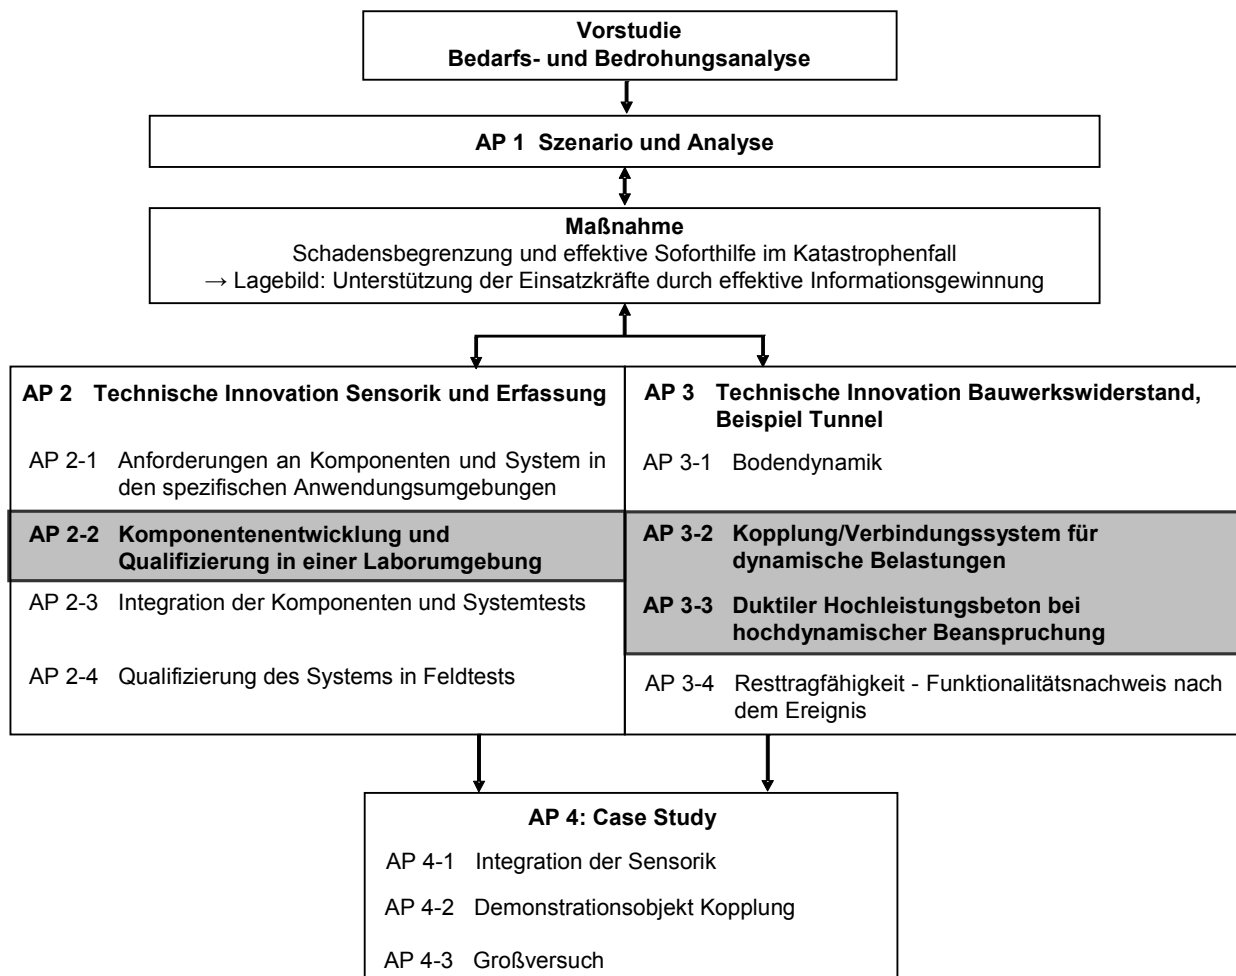 Vorstudie
Bedarfs- und Bedrohungsanalyse
AP 1 Szenario und Analyse
Maßnahme
Schadensbegrenzung und effektive Soforthilfe im Katastrophenfall
→ Lagebild: Unterstützung der Einsatzkräfte durch effektive Informationsgewinnung
AP 2 Technische Innovation Sensorik und Erfassung
AP 2-1 Anforderungen an Komponenten und System in
den spezifischen Anwendungsumgebungen
AP 2-2 Komponentenentwicklung und
Qualifizierung in einer Laborumgebung
AP 2-3 Integration der Komponenten und Systemtests
AP 2-4 Qualifizierung des Systems in Feldtests
AP 3 Technische Innovation Bauwerkswiderstand,
Beispiel Tunnel
AP 3-1 Bodendynamik
AP 3-2 Kopplung/Verbindungssystem für
dynamische Belastungen
AP 3-3 Duktiler Hochleistungsbeton bei
hochdynamischer Beanspruchung
AP 3-4 Resttragfähigkeit - Funktionalitätsnachweis nach
dem Ereignis
AP 4: Case Study
AP 4-1 Integration der Sensorik
AP 4-2 Demonstrationsobjekt Kopplung
AP 4-3 Großversuch